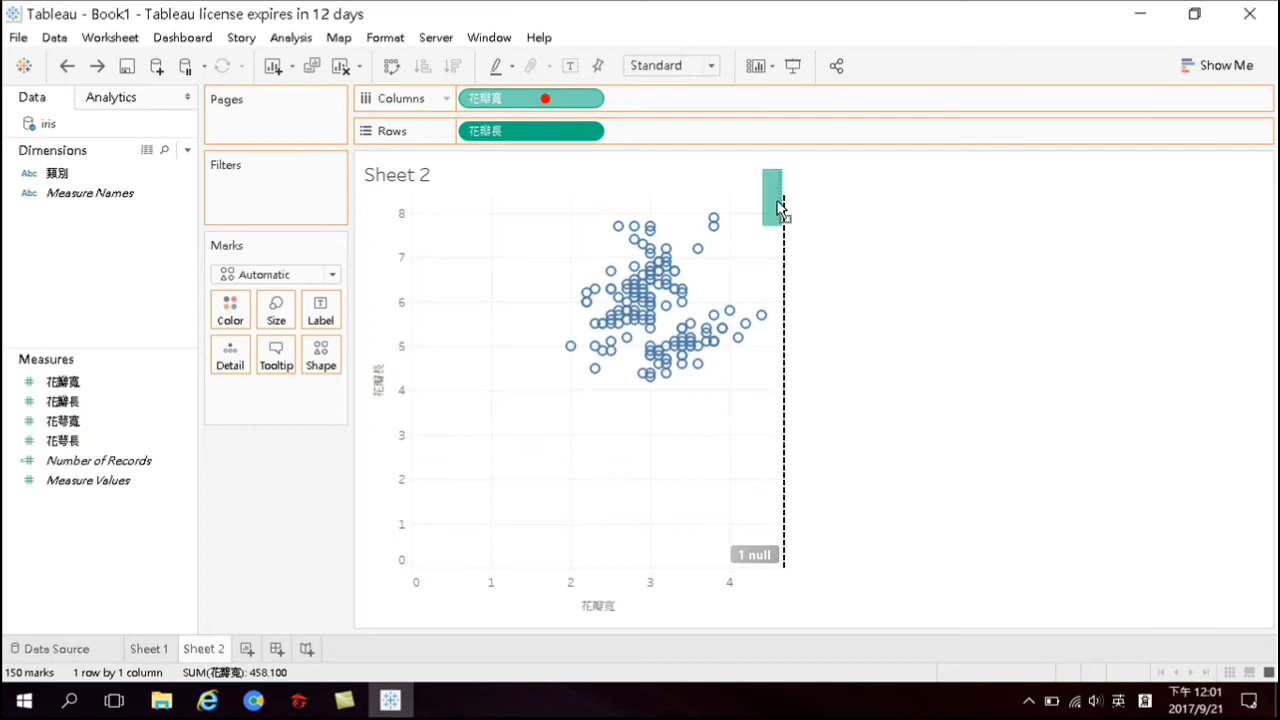 Tableau - Book1 - Tableau license expires in 12 days
File Data Worksheet Dashboard Story Analysis Map Format Server Window Help
Standard
Show Me
Data Analytics
iris
Dimensions
Abc 類別
Abc Measure Names
Measures
花瓣寬
花瓣長
花萼寬
花萼長
Number of Records
Measure Values
Pages
Filters
Marks
Automatic
Color Size Label
Detail Tooltip Shape
Columns 花瓣寬
Rows 花瓣長
Sheet 2
8
7
6
5
4
3
2
1
0
花瓣長
1 null
0 1 2 3 4
花瓣寬
Data Source Sheet 1 Sheet 2
150 marks 1 row by 1 column SUM(花瓣寬): 458.100
英
下午 12:01
2017/9/21